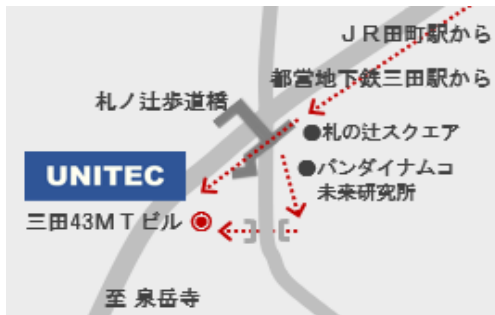 JR田町駅から
都営地下鉄三田駅から
札ノ辻歩道橋
●札の辻スクエア
UNITEC
●バンダイナムコ
未来研究所
三田43MTビル
至 泉岳寺